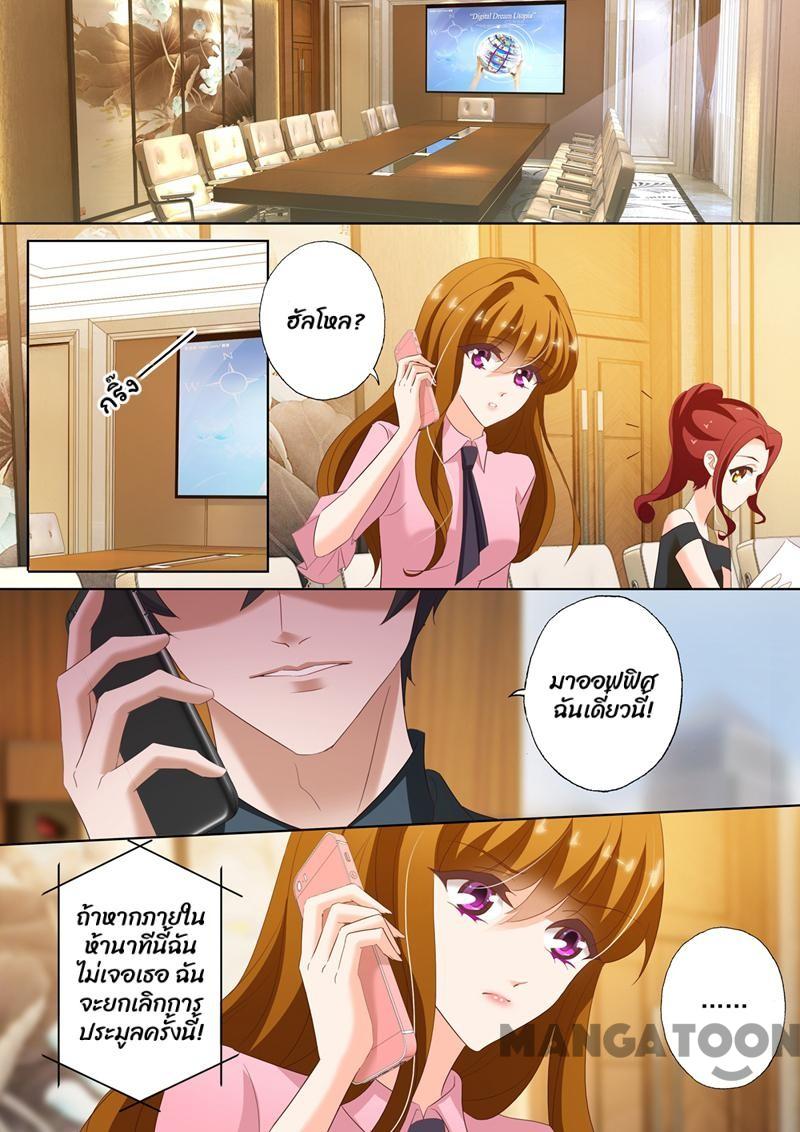 "Digital Dream Utopia"
N
W
กริ๊ง
ฮัลโหล?
มาออฟฟิศ
ฉันเดี๋ยวนี้!
ถ้าหากภายใน
ห้านาทีนี้ฉัน
ไม่เจอเธอ ฉัน
จะยกเลิกการ
ประมูลครั้งนี้!
......
MANGATOON